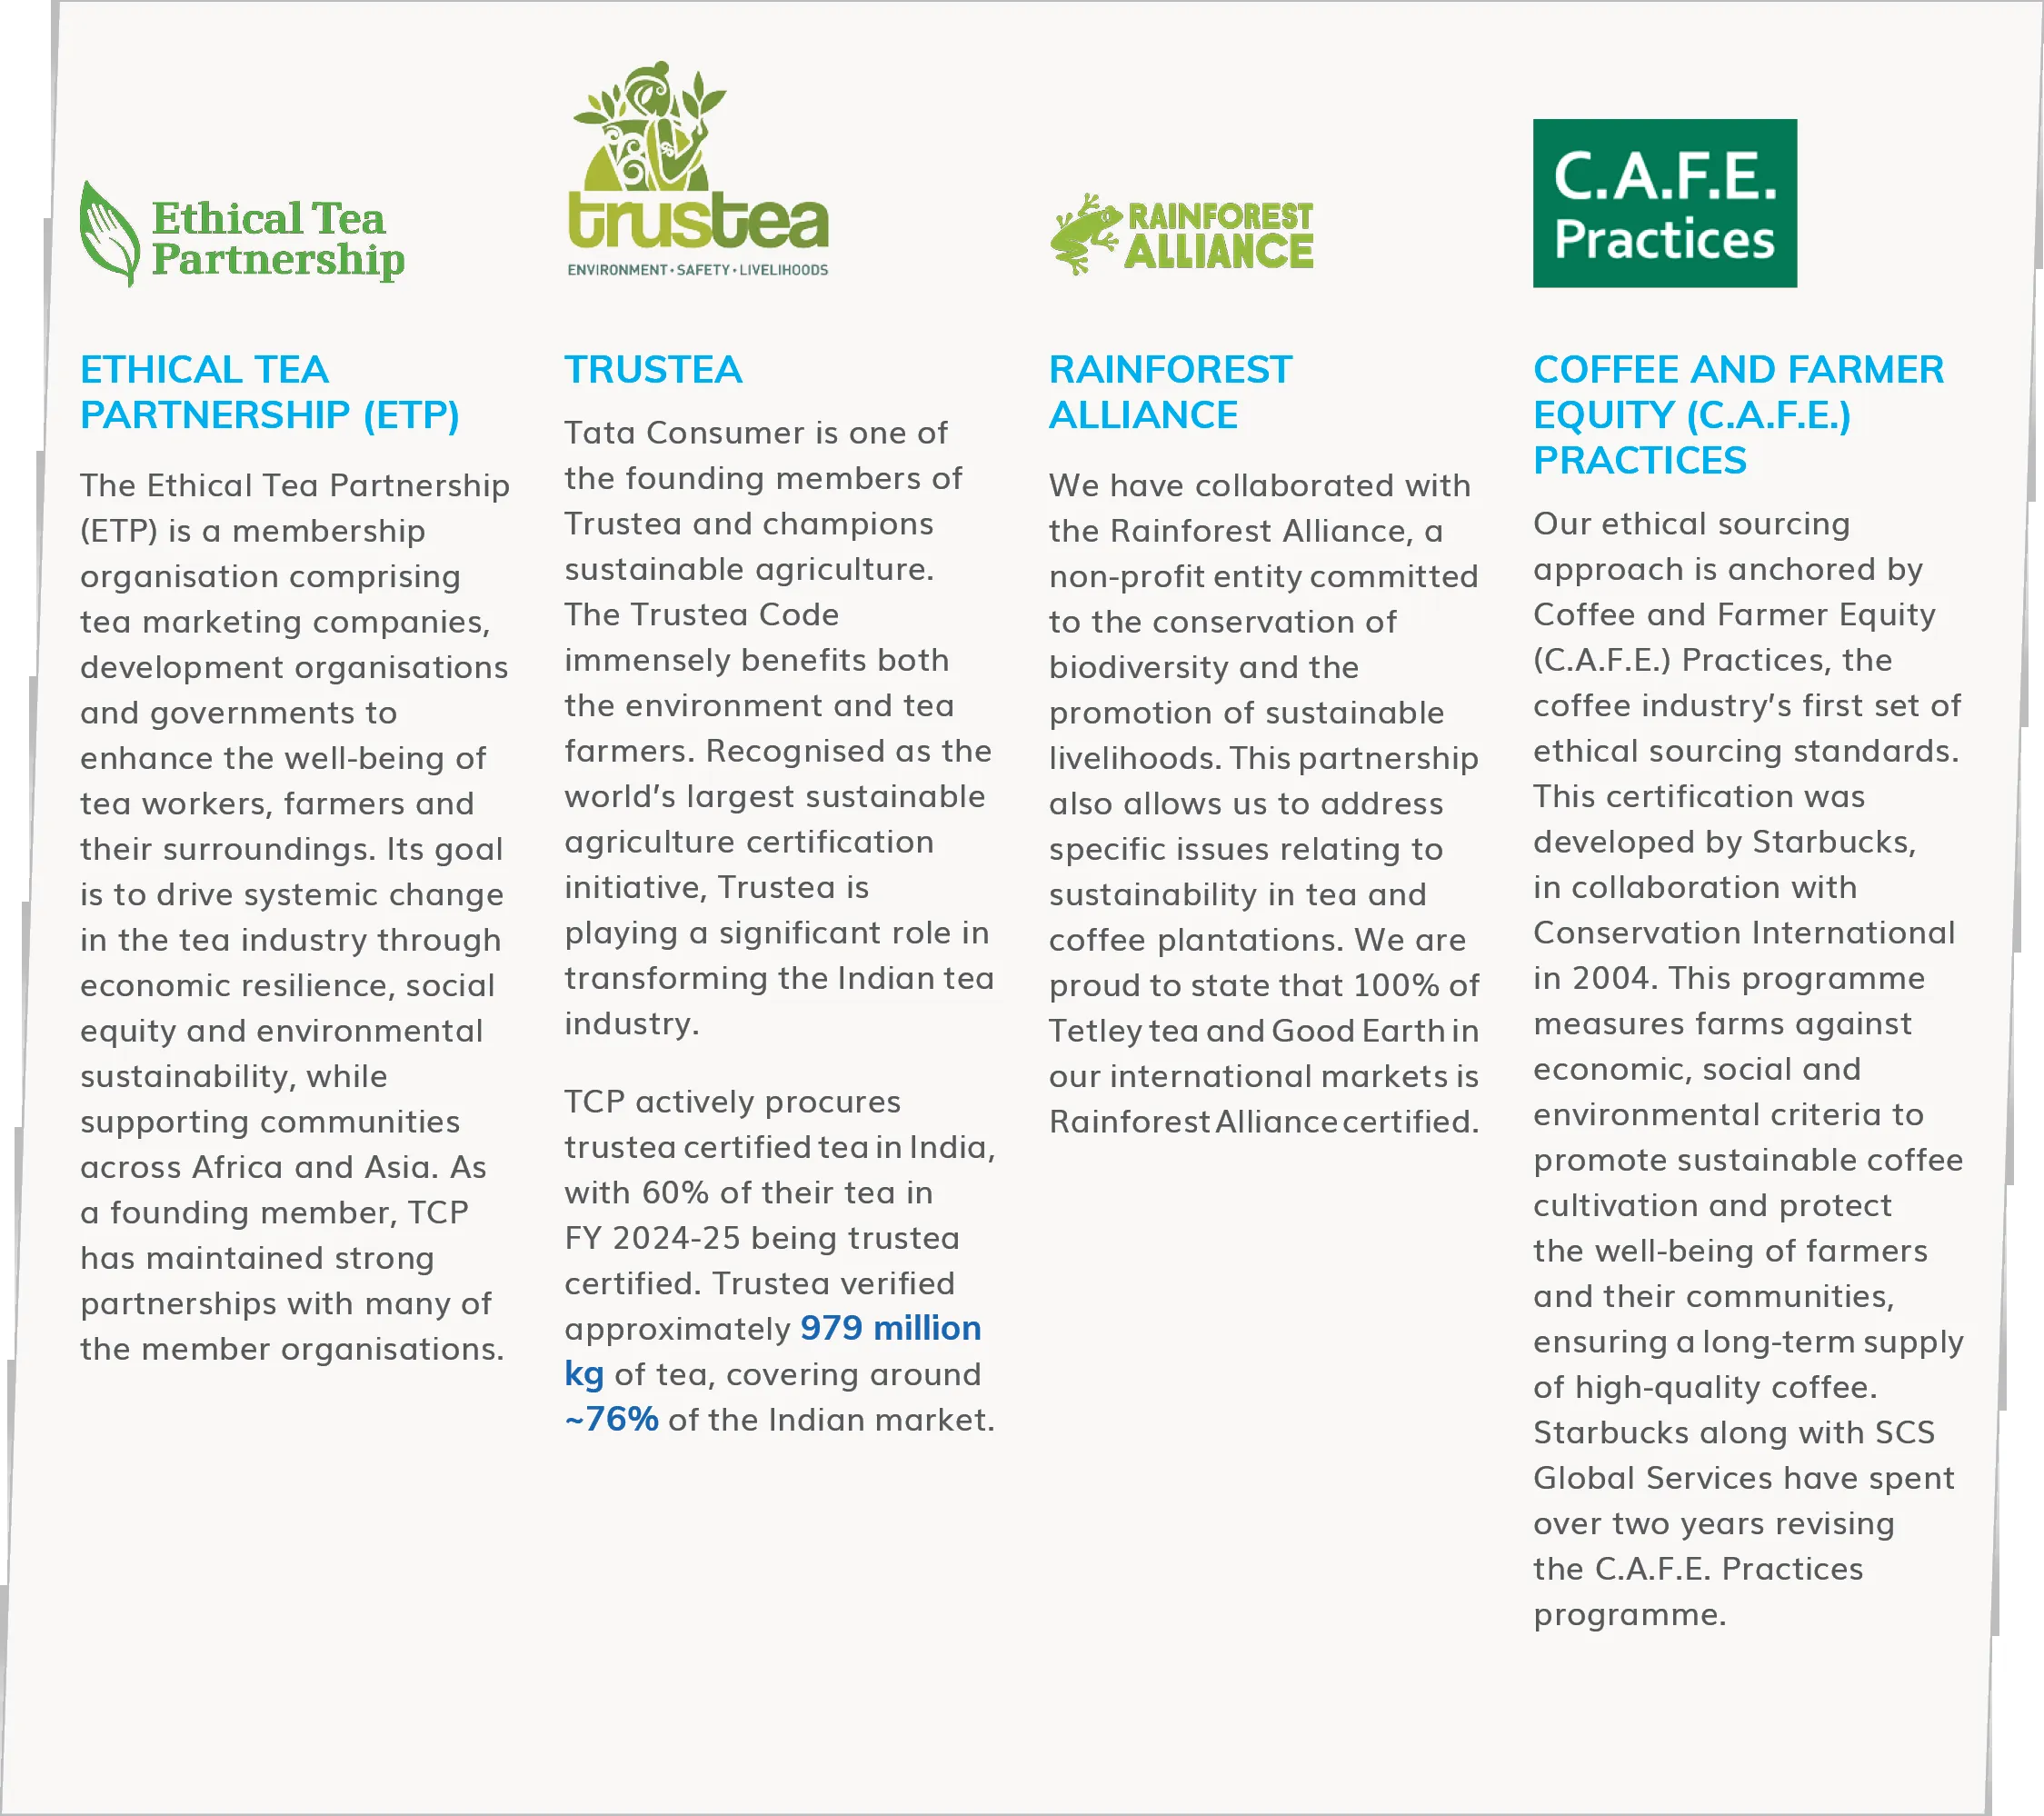 Ethical Tea
Partnership
ETHICAL TEA
PARTNERSHIP (ETP)
The Ethical Tea Partnership
(ETP) is a membership
organisation comprising
tea marketing companies,
development organisations
and governments to
enhance the well-being of
tea workers, farmers and
their surroundings. Its goal
is to drive systemic change
in the tea industry through
economic resilience, social
equity and environmental
sustainability, while
supporting communities
across Africa and Asia. As
a founding member, TCP
has maintained strong
partnerships with many of
the member organisations.
trustea
ENVIRONMENT • SAFETY • LIVELIHOODS
TRUSTEA
Tata Consumer is one of
the founding members of
Trustea and champions
sustainable agriculture.
The Trustea Code
immensely benefits both
the environment and tea
farmers. Recognised as the
world's largest sustainable
agriculture certification
initiative, Trustea is
playing a significant role in
transforming the Indian tea
industry.
TCP actively procures
trustea certified tea in India,
with 60% of their tea in
FY 2024-25 being trustea
certified. Trustea verified
approximately 979 million
kg of tea, covering around
~76% of the Indian market.
RAINFOREST
ALLIANCE
RAINFOREST
ALLIANCE
We have collaborated with
the Rainforest Alliance, a
non-profit entity committed
to the conservation of
biodiversity and the
promotion of sustainable
livelihoods. This partnership
also allows us to address
specific issues relating to
sustainability in tea and
coffee plantations. We are
proud to state that 100% of
Tetley tea and Good Earth in
our international markets is
Rainforest Alliance certified.
C.A.F.E.
Practices
COFFEE AND FARMER
EQUITY (C.A.F.E.)
PRACTICES
Our ethical sourcing
approach is anchored by
Coffee and Farmer Equity
(C.A.F.E.) Practices, the
coffee industry's first set of
ethical sourcing standards.
This certification was
developed by Starbucks,
in collaboration with
Conservation International
in 2004. This programme
measures farms against
economic, social and
environmental criteria to
promote sustainable coffee
cultivation and protect
the well-being of farmers
and their communities,
ensuring a long-term supply
of high-quality coffee.
Starbucks along with SCS
Global Services have spent
over two years revising
the C.A.F.E. Practices
programme.